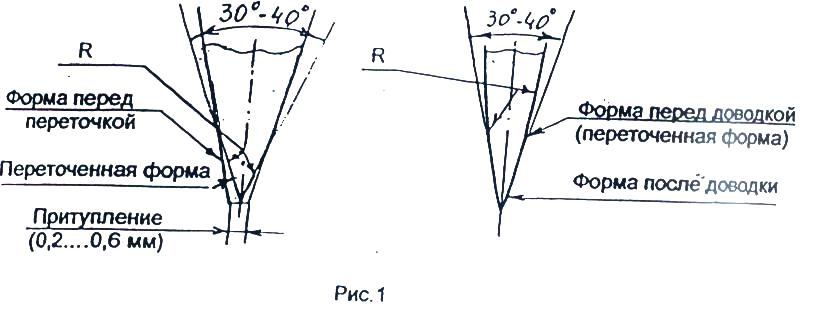 30°-40°
R
Форма перед
переточкой
Переточенная форма
Притупление
(0,2....0,6 мм)
30°-40°
R
Форма перед доводкой
(переточенная форма)
Форма после доводки
Рис.1